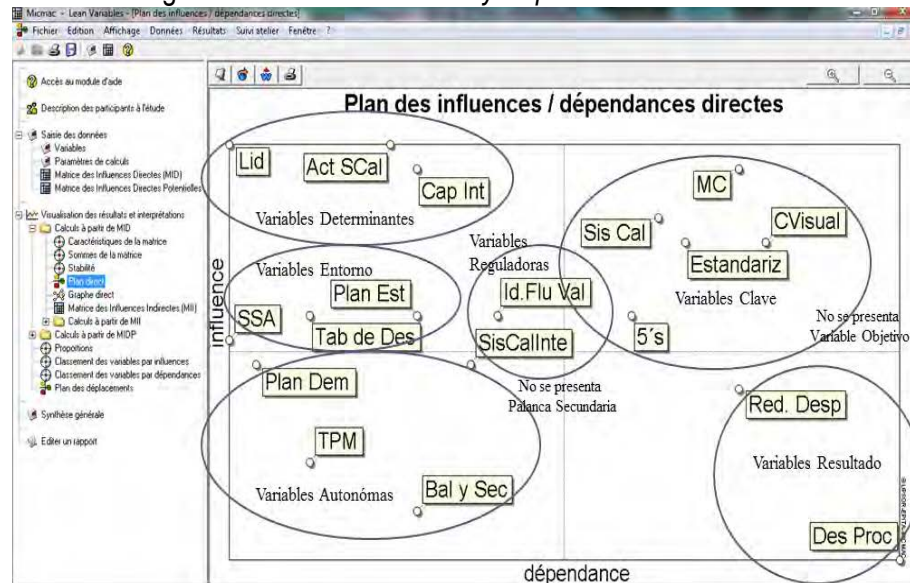 Micmac - Lean Variables - [Plan des influences / dépendances directes]
Fichier Edition Affichage Données Résultats Suivi atelier Fenêtre ?
Accès au module d'aide
Description des participants à l'étude
Saisie des données
Variables
Paramètres de calculs
Matrice des Influences Directes (MID)
Matrice des Influences Directes Potentielles
Visualisation des résultats et interprétations
Calculs à partir de MID
Caractéristiques de la matrice
Sommes de la matrice
Stabilité
Plan direct
Graphe direct
Matrice des Influences Indirectes (MII)
Calculs à partir de MII
Calculs à partir de MIDP
Propoitions
Classement des variables par influences
Classement des variables par dépendances
Plan des déplacements
Synthèse générale
Editer un rapport
Plan des influences / dépendances directes
influence
Lid
Act SCal
Cap Int
Variables Determinantes
MC
Sis Cal
CVisual
Estandariz
Variables Clave
5´s
No se presenta
Variable Objetivo
Variables
Reguladoras
Id.Flu Val
SisCalInte
No se presenta
Palanca Secundaria
Variables Entorno
Plan Est
SSA
Tab de Des
Plan Dem
TPM
Bal y Sec
Variables Autonómas
Red. Desp
Variables Resultado
Des Proc
dépendance